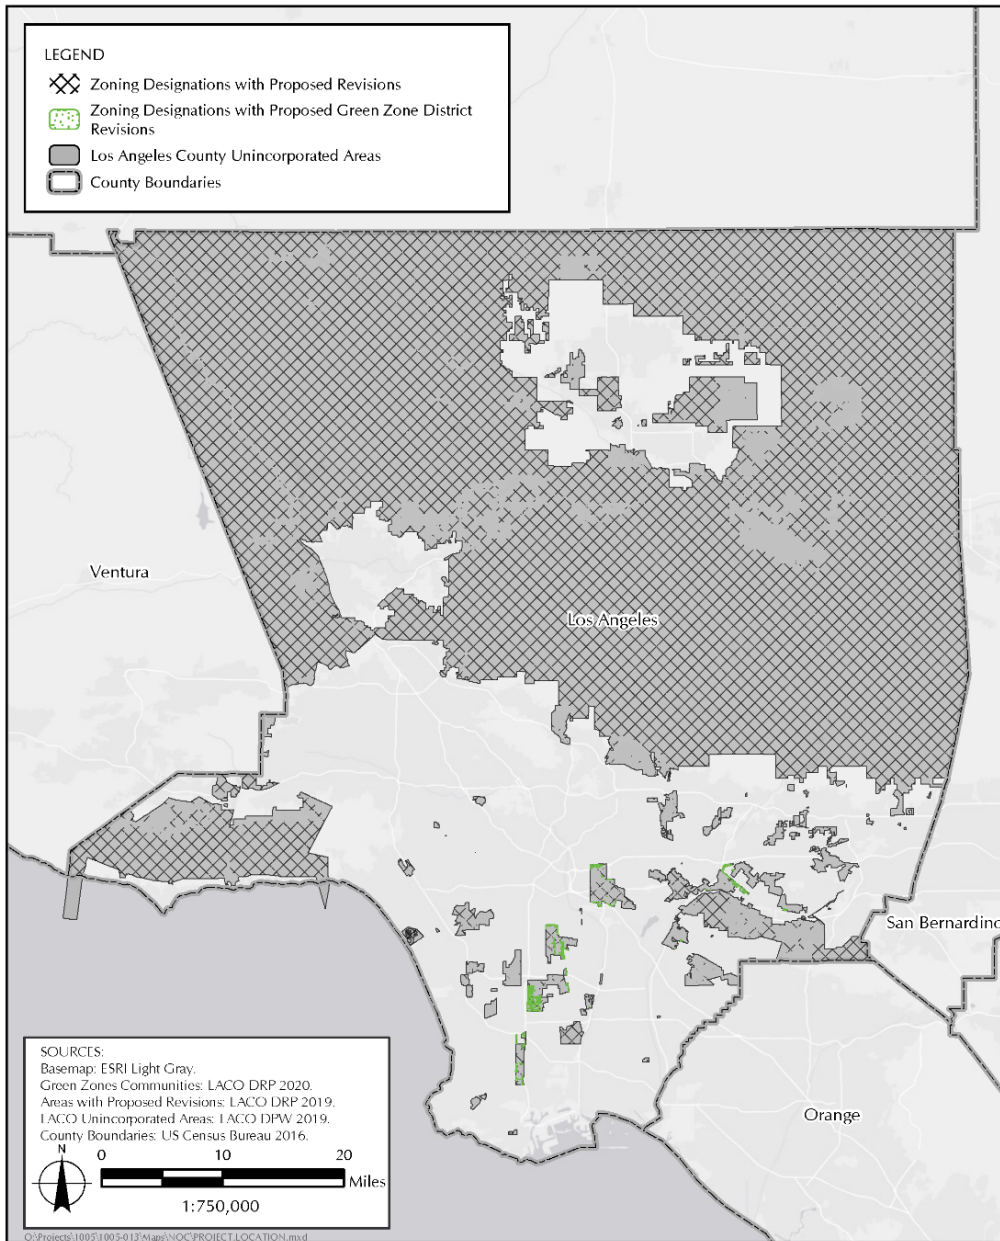 LEGEND
Zoning Designations with Proposed Revisions
Zoning Designations with Proposed Green Zone District
Revisions
Los Angeles County Unincorporated Areas
County Boundaries
Ventura
Los Angeles
San Bernardino
Orange
SOURCES:
Basemap: ESRI Light Gray.
Green Zones Communities: LACO DRP 2020.
Areas with Proposed Revisions: LACO DRP 2019.
LACO Unincorporated Areas: LACO DPW 2019.
County Boundaries: US Census Bureau 2016.
N
0 10 20
Miles
1:750,000
O:\Projects\1005\1005-013\Maps\NOC\PROJECT LOCATION.mxd